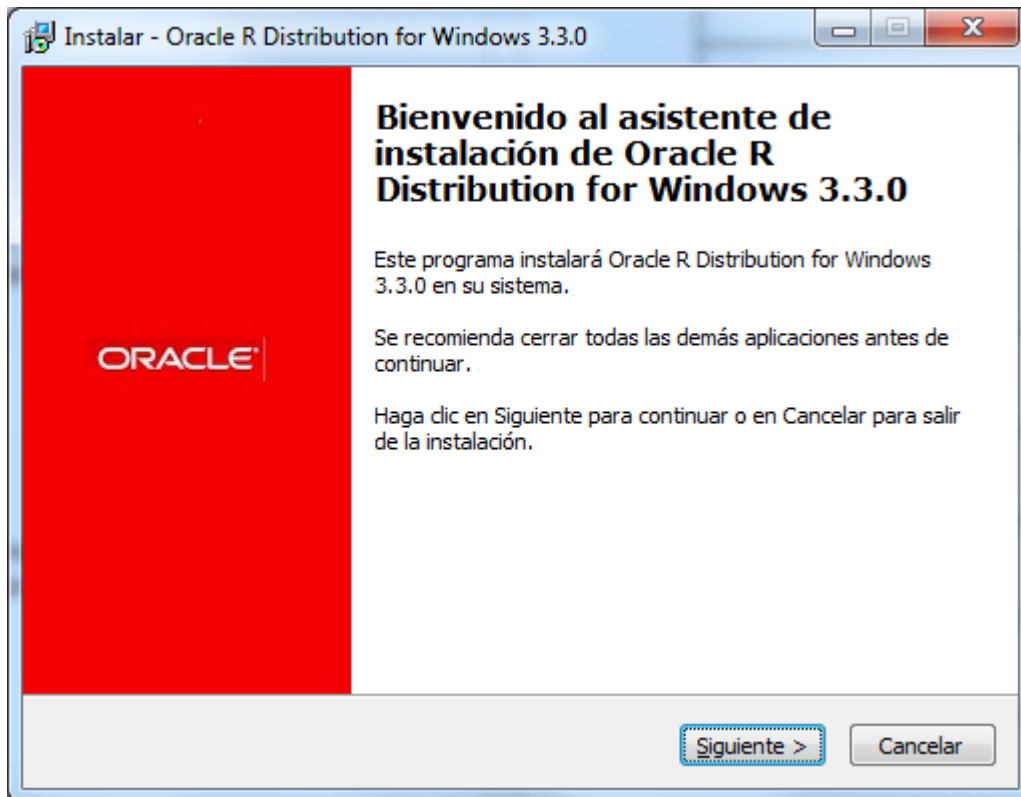 Instalar - Oracle R Distribution for Windows 3.3.0
Bienvenido al asistente de
instalación de Oracle R
Distribution for Windows 3.3.0
Este programa instalará Oracle R Distribution for Windows
3.3.0 en su sistema.
Se recomienda cerrar todas las demás aplicaciones antes de
continuar.
Haga clic en Siguiente para continuar o en Cancelar para salir
de la instalación.
ORACLE
Siguiente >
Cancelar